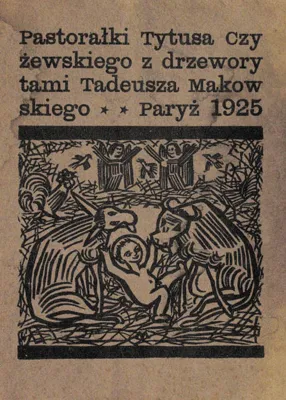 Pastorałki Tytusa Czy
żewskiego z drzewory
tami Tadeusza Makow
skiego ★ ★ Paryż 1925